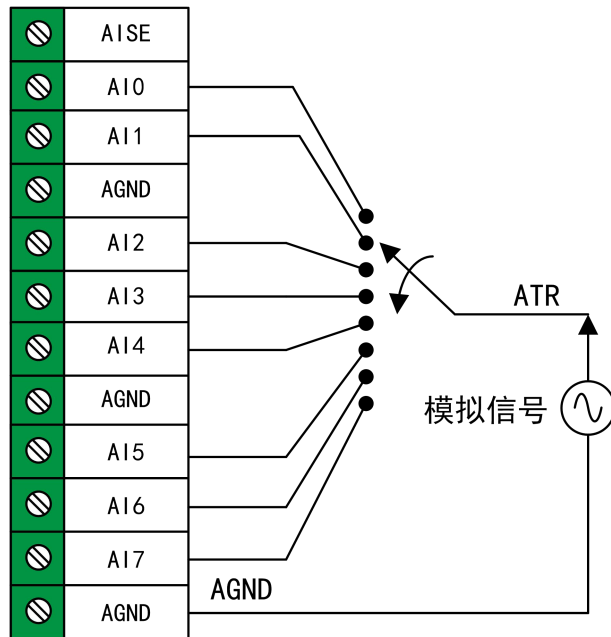 AISE
AI0
AI1
AGND
AI2
AI3
AI4
AGND
AI5
AI6
AI7
AGND
ATR
模拟信号
AGND